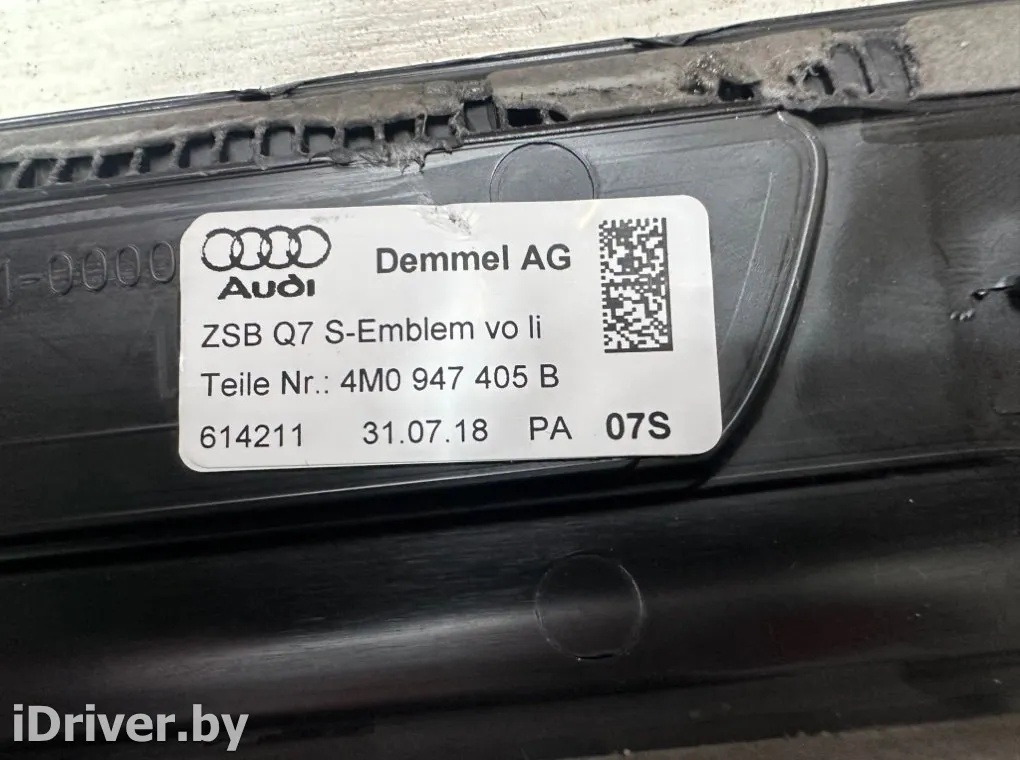 Audi
Demmel AG
ZSB Q7 S-Emblem vo li
Teile Nr.: 4M0 947 405 B
614211 31.07.18 PA 07S
-0000
iDriver.by